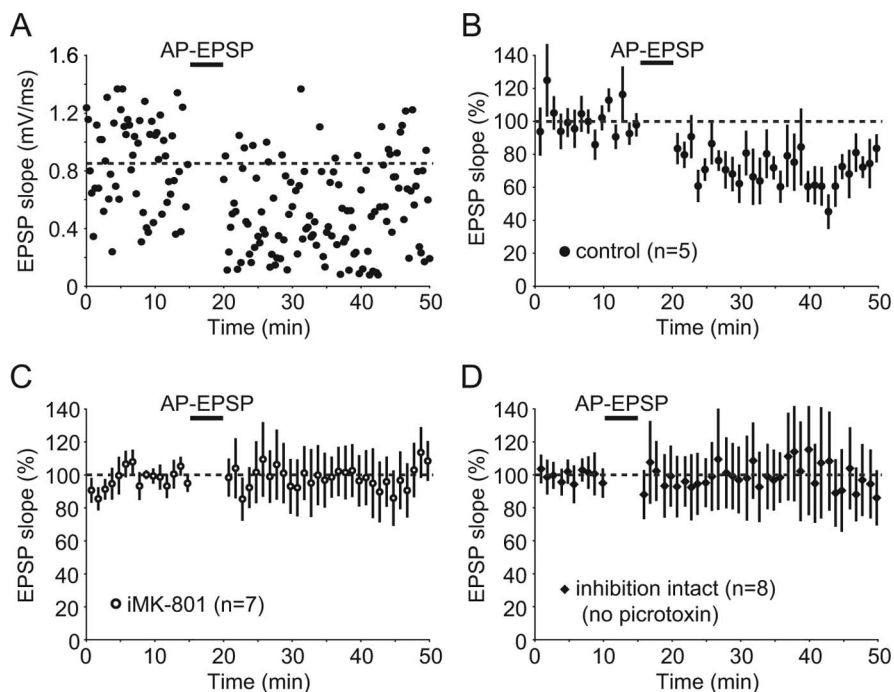 A
AP-EPSP
EPSP slope (mV/ms)
1.6
1.2
0.8
0.4
0
0 10 20 30 40 50
Time (min)
B
AP-EPSP
EPSP slope (%)
140
120
100
80
60
40
20
0
control (n=5)
0 10 20 30 40 50
Time (min)
C
AP-EPSP
EPSP slope (%)
140
120
100
80
60
40
20
0
iMK-801 (n=7)
0 10 20 30 40 50
Time (min)
D
AP-EPSP
EPSP slope (%)
140
120
100
80
60
40
20
0
inhibition intact (n=8)
(no picrotoxin)
0 10 20 30 40 50
Time (min)